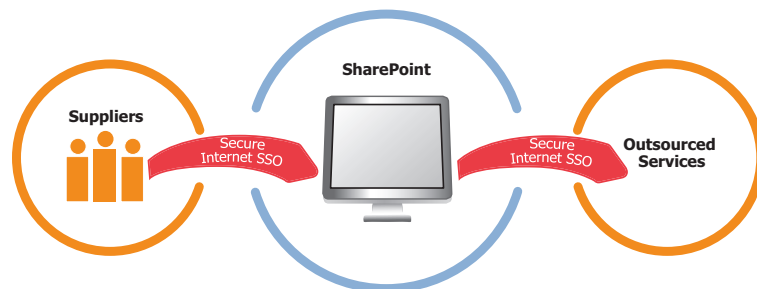 SharePoint
Suppliers
Secure
Internet SSO
Secure
Internet SSO
Outsourced
Services